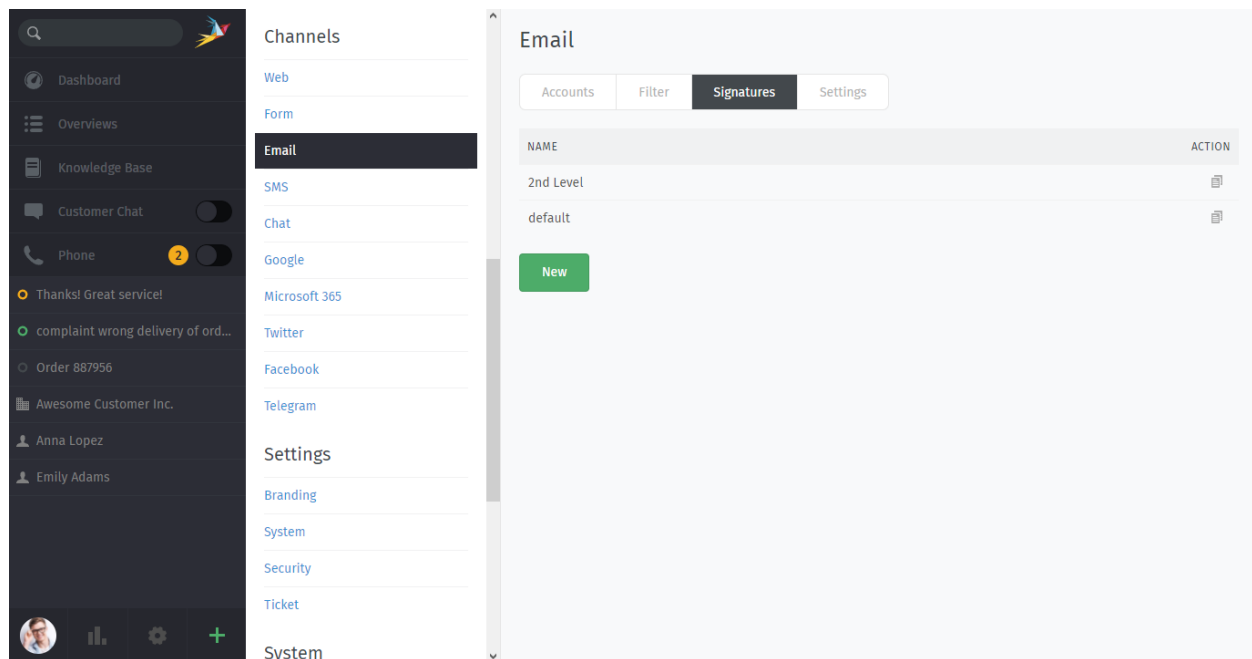 Dashboard
Overviews
Knowledge Base
Customer Chat
Phone 2
Thanks! Great service!
complaint wrong delivery of ord...
Order 887956
Awesome Customer Inc.
Anna Lopez
Emily Adams
Channels
Web
Form
Email
SMS
Chat
Google
Microsoft 365
Twitter
Facebook
Telegram
Settings
Branding
System
Security
Ticket
System
Email
Accounts Filter Signatures Settings
NAME ACTION
2nd Level
default
New